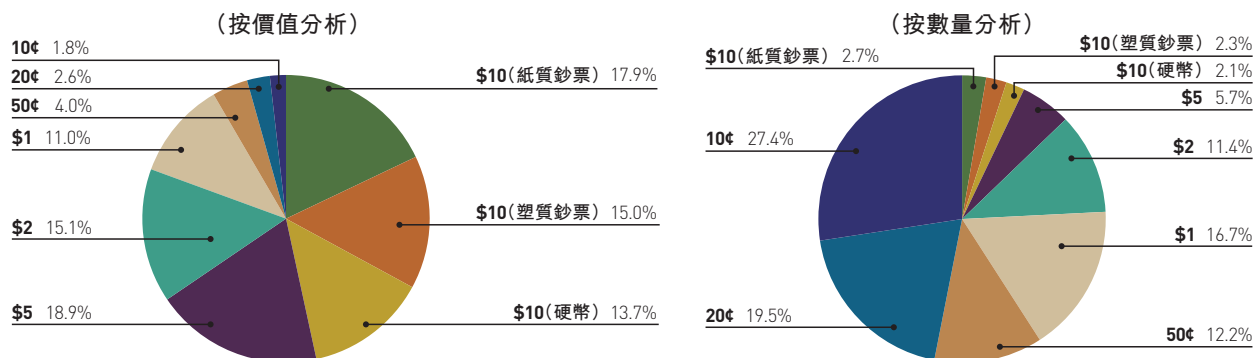 (按價值分析)
10¢ 1.8%
20¢ 2.6%
50¢ 4.0%
$1 11.0%
$2 15.1%
$5 18.9%
$10(紙質鈔票) 17.9%
$10(塑質鈔票) 15.0%
$10(硬幣) 13.7%
(按數量分析)
$10(紙質鈔票) 2.7%
10¢ 27.4%
20¢ 19.5%
$10(塑質鈔票) 2.3%
$10(硬幣) 2.1%
$5 5.7%
$2 11.4%
$1 16.7%
50¢ 12.2%